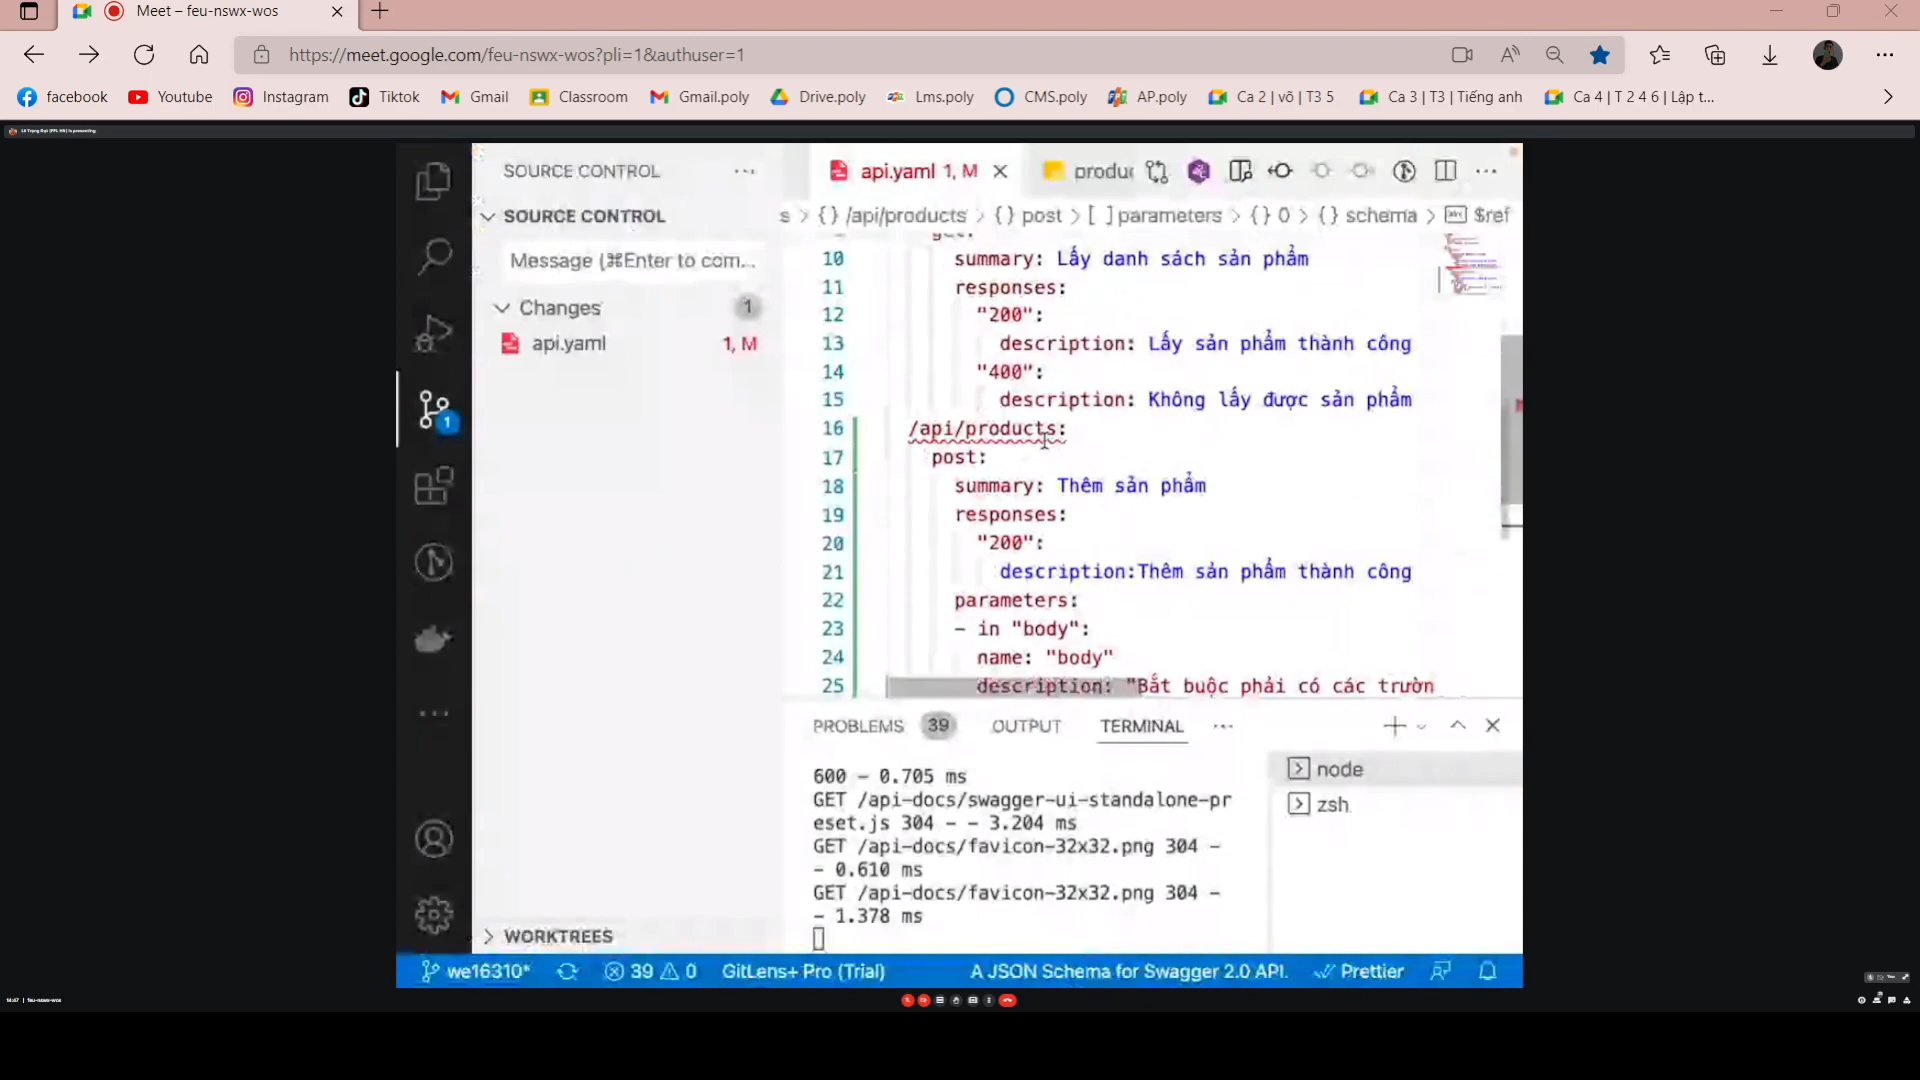 Meet – feu-nswx-wos
https://meet.google.com/feu-nswx-wos?pli=1&authuser=1
facebook
Youtube
Instagram
Tiktok
Gmail
Classroom
Gmail.poly
Drive.poly
Lms.poly
CMS.poly
AP.poly
Ca 2 | võ | T3 5
Ca 3 | T3 | Tiếng anh
Ca 4 | T 2 4 6 | Lập t...
SOURCE CONTROL
api.yaml 1, M
produc
SOURCE CONTROL
s > {} /api/products > {} post > [ ] parameters > {} 0 > {} schema > $ref
Message (⌘Enter to com...
Changes
1
api.yaml
1, M
10 summary: Lấy danh sách sản phẩm
11 responses:
12 "200":
13 description: Lấy sản phẩm thành công
14 "400":
15 description: Không lấy được sản phẩm
16 /api/products:
17 post:
18 summary: Thêm sản phẩm
19 responses:
20 "200":
21 description:Thêm sản phẩm thành công
22 parameters:
23 - in "body":
24 name: "body"
25 description: "Bắt buộc phải có các trườn
1
PROBLEMS 39
OUTPUT
TERMINAL
600 - 0.705 ms
GET /api-docs/swagger-ui-standalone-pr
eset.js 304 - - 3.204 ms
GET /api-docs/favicon-32x32.png 304 -
- 0.610 ms
GET /api-docs/favicon-32x32.png 304 -
- 1.378 ms
node
zsh
WORKTREES
we16310*
39
0
GitLens+ Pro (Trial)
A JSON Schema for Swagger 2.0 API.
Prettier
feu-nswx-wos